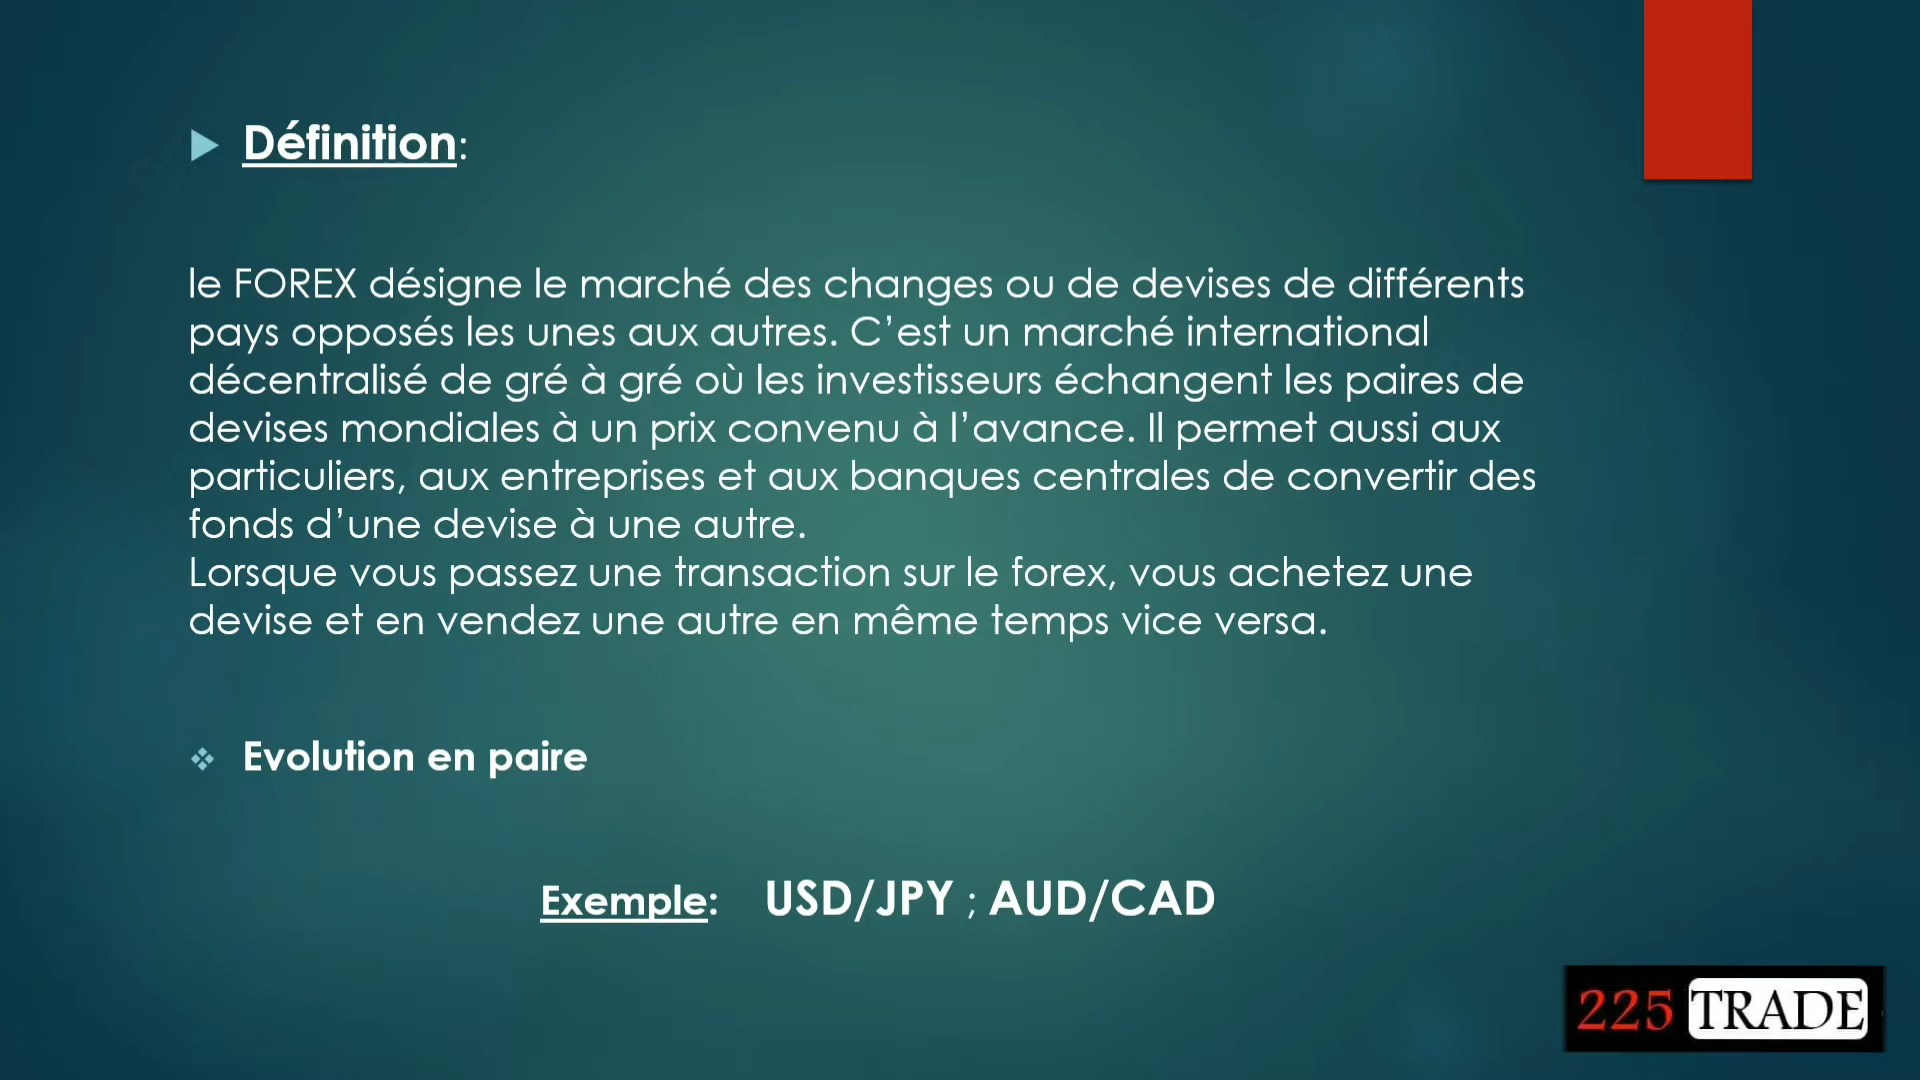 Définition:
le FOREX désigne le marché des changes ou de devises de différents
pays opposés les unes aux autres. C’est un marché international
décentralisé de gré à gré où les investisseurs échangent les paires de
devises mondiales à un prix convenu à l’avance. Il permet aussi aux
particuliers, aux entreprises et aux banques centrales de convertir des
fonds d’une devise à une autre.
Lorsque vous passez une transaction sur le forex, vous achetez une
devise et en vendez une autre en même temps vice versa.
Evolution en paire
Exemple: USD/JPY ; AUD/CAD
225 TRADE